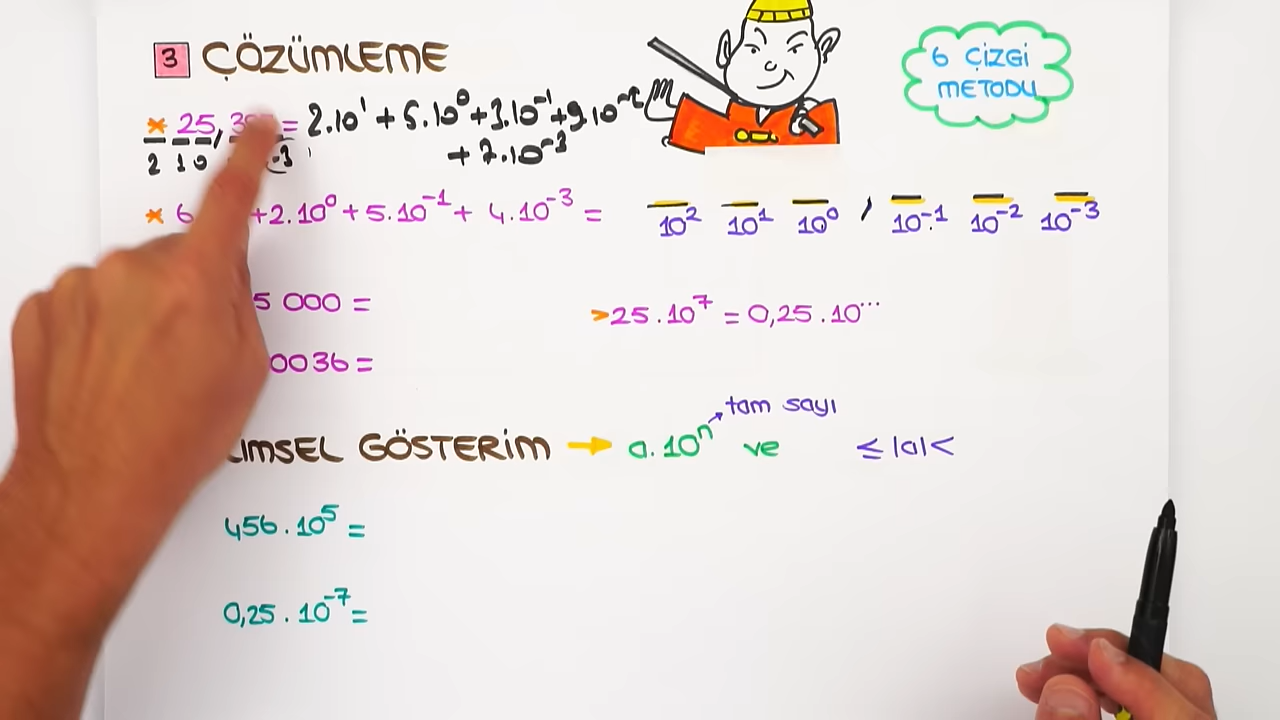 3 ÇÖZÜMLEME
6 ÇİZGİ
METODU
* 25,3 = 2.10¹ + 5.10⁰ + 3.10⁻¹ + 9.10⁻²
2 1 0 -3
+ 7.10⁻³
* 6 +2.10⁰ + 5.10⁻¹ + 4.10⁻³ =
10² 10¹ 10⁰ , 10⁻¹ 10⁻² 10⁻³
5 000 =
>25.10⁷ = 0,25.10...
0036 =
tam sayı
İMSEL GÖSTERİM → a.10ⁿ ve ≤ |a| <
456.10⁵ =
0,25.10⁻⁷ =